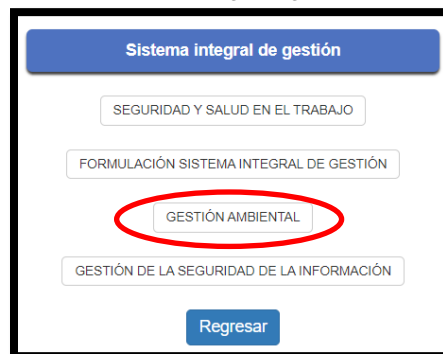 Sistema integral de gestión
SEGURIDAD Y SALUD EN EL TRABAJO
FORMULACIÓN SISTEMA INTEGRAL DE GESTIÓN
GESTIÓN AMBIENTAL
GESTIÓN DE LA SEGURIDAD DE LA INFORMACIÓN
Regresar